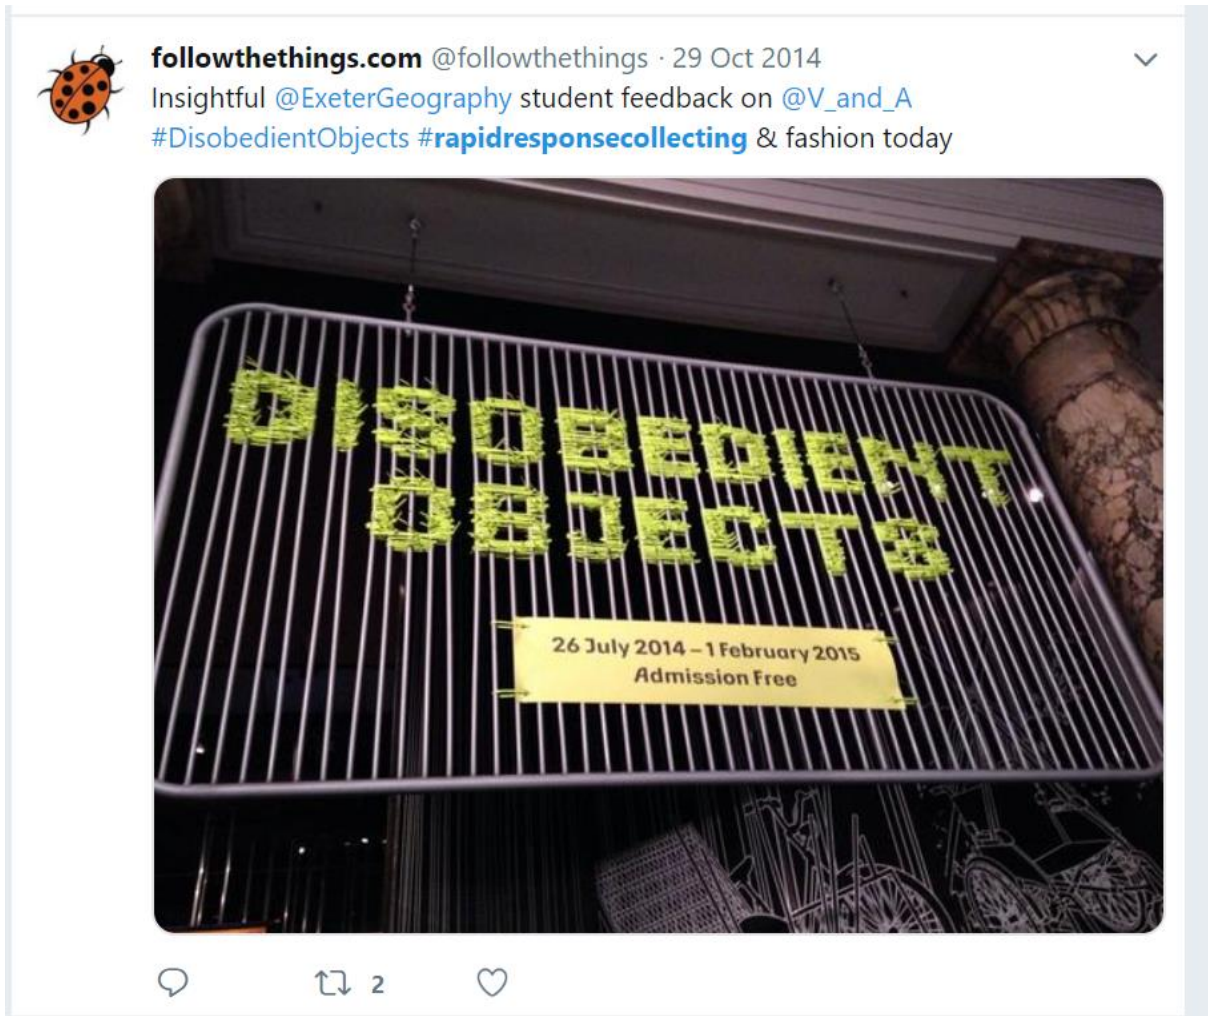 followthethings.com @followthethings · 29 Oct 2014
Insightful @ExeterGeography student feedback on @V_and_A
#DisobedientObjects #rapidresponsecollecting & fashion today
DISOBEDIENT
OBJECTS
26 July 2014 – 1 February 2015
Admission Free
2